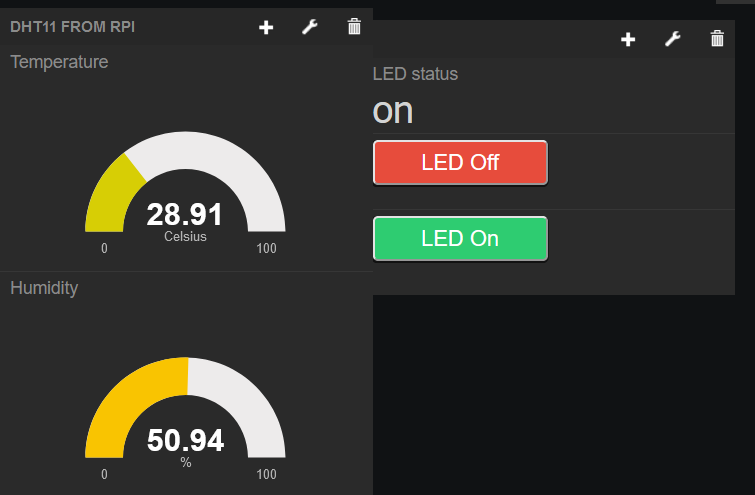 DHT11 FROM RPI
Temperature
28.91
Celsius
0
100
Humidity
50.94
%
0
100
LED status
on
LED Off
LED On